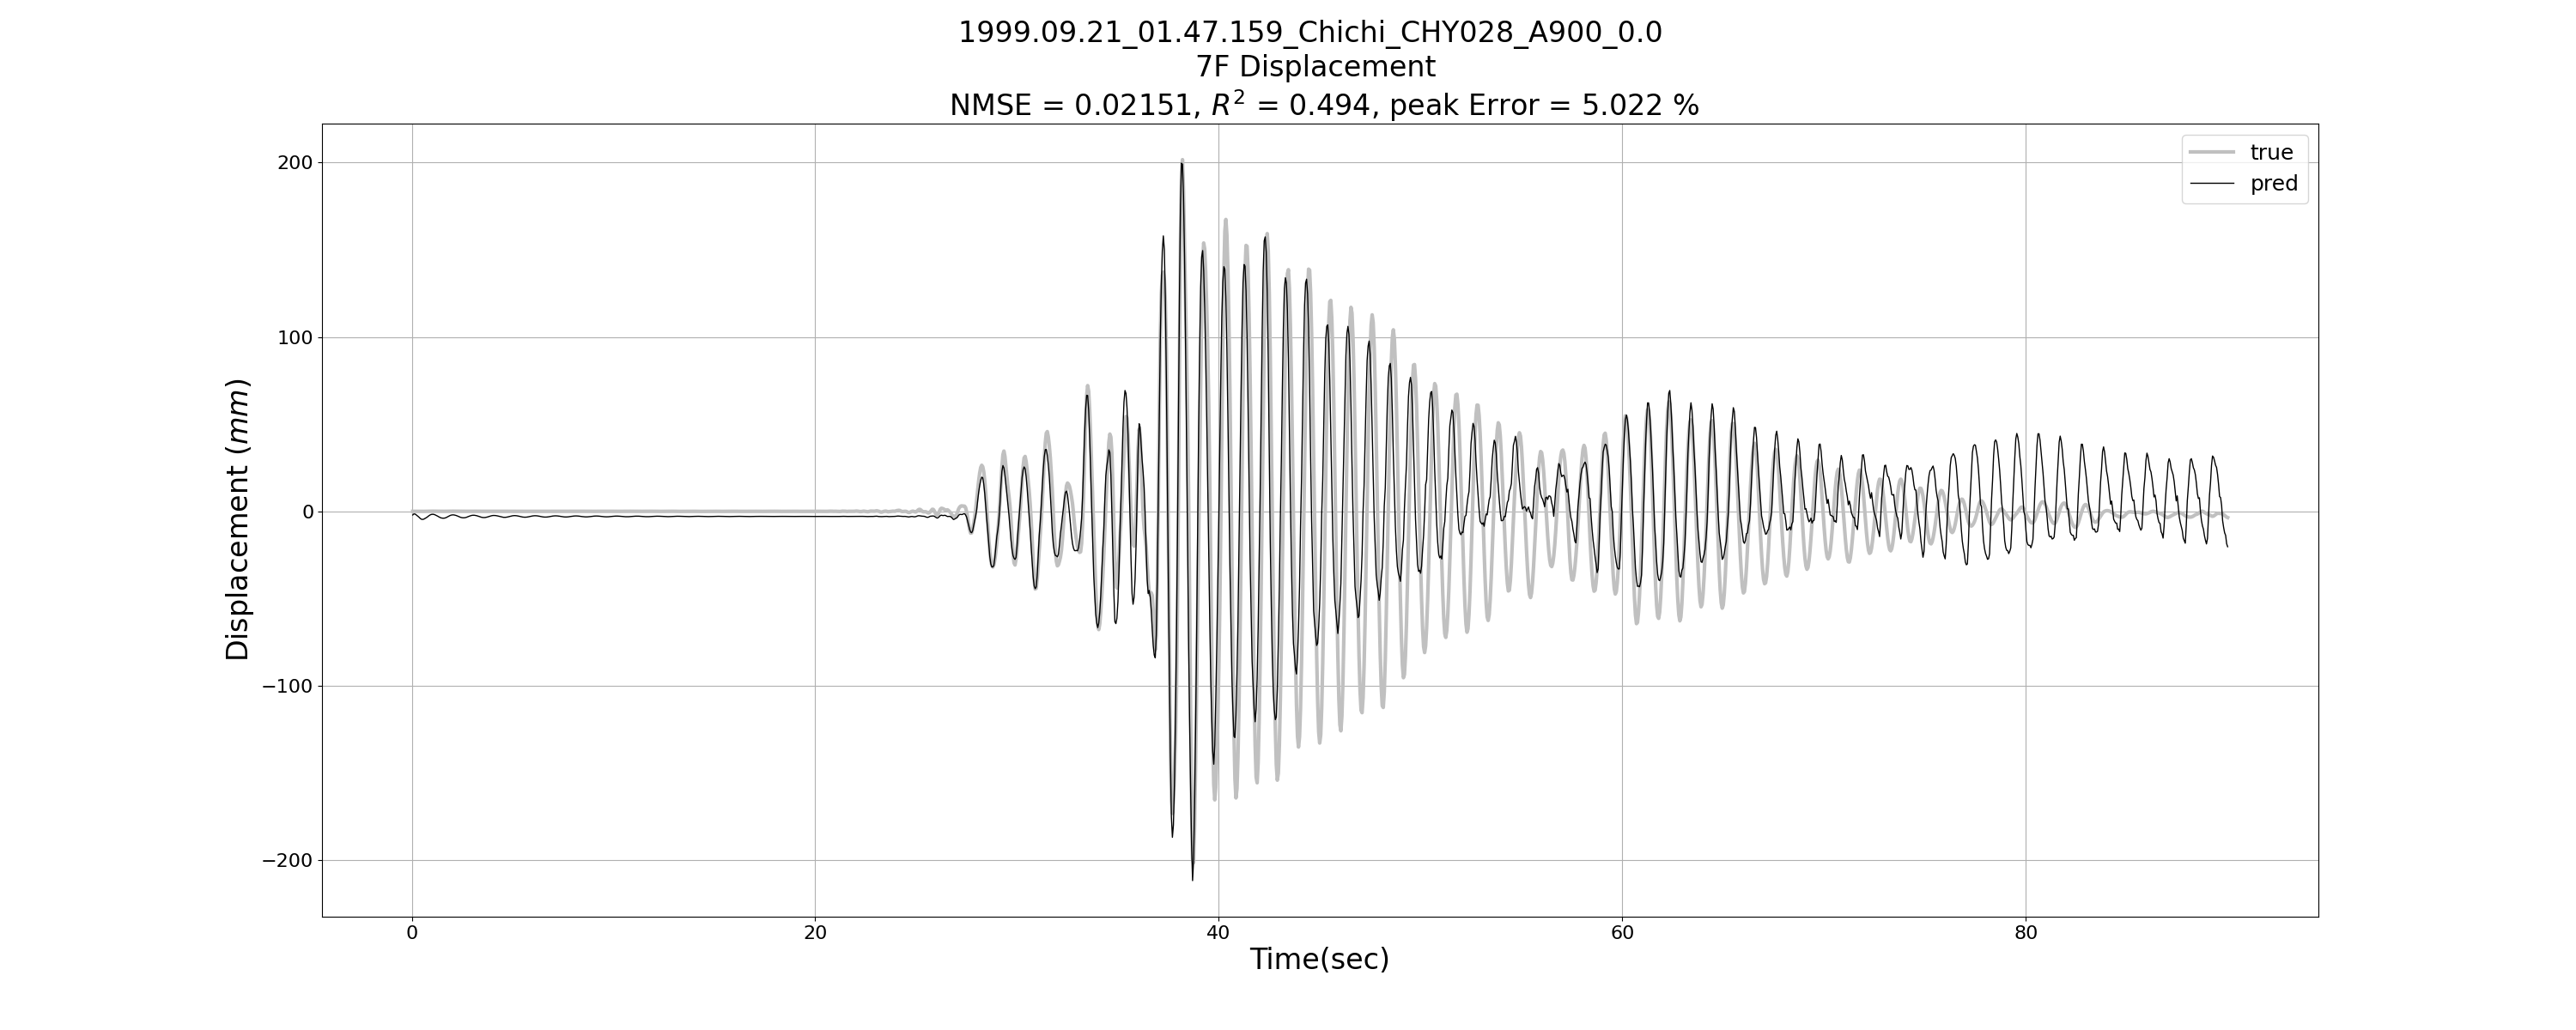 1999.09.21_01.47.159_Chichi_CHY028_A900_0.0
7F Displacement
NMSE = 0.02151, R² = 0.494, peak Error = 5.022 %
true
pred
200
100
0
−100
−200
Displacement (mm)
0 20 40 60 80
Time(sec)